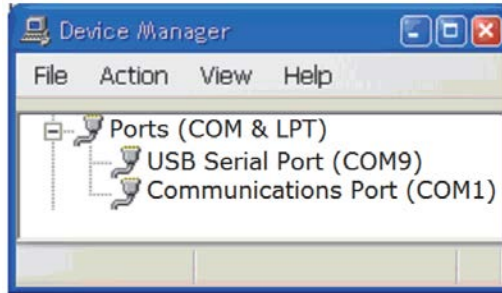 Device Manager
File Action View Help
Ports (COM & LPT)
USB Serial Port (COM9)
Communications Port (COM1)